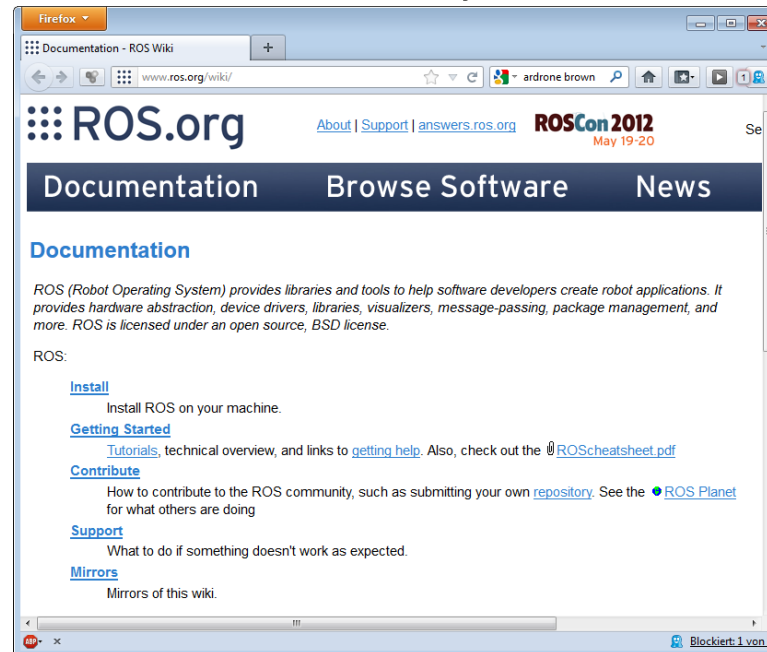 Firefox
Documentation - ROS Wiki
+
www.ros.org/wiki/
ardrone brown
1
ROS.org
About | Support | answers.ros.org
ROSCon 2012
May 19-20
Se
Documentation Browse Software News
Documentation
ROS (Robot Operating System) provides libraries and tools to help software developers create robot applications. It
provides hardware abstraction, device drivers, libraries, visualizers, message-passing, package management, and
more. ROS is licensed under an open source, BSD license.
ROS:
Install
Install ROS on your machine.
Getting Started
Tutorials, technical overview, and links to getting help. Also, check out the ROScheatsheet.pdf
Contribute
How to contribute to the ROS community, such as submitting your own repository. See the ROS Planet
for what others are doing
Support
What to do if something doesn't work as expected.
Mirrors
Mirrors of this wiki.
ABP
Blockiert: 1 von